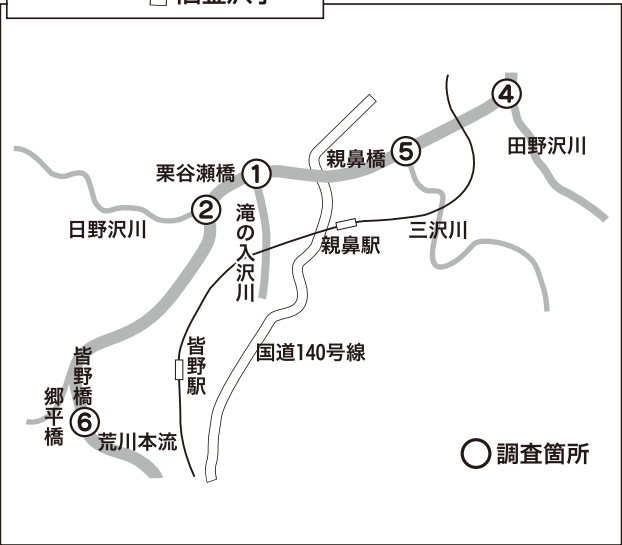 ④
田野沢川
親鼻橋
⑤
栗谷瀬橋
①
②
日野沢川
滝の入沢川
三沢川
親鼻駅
国道140号線
皆野駅
皆野橋
郷平橋
⑥
荒川本流
○調査箇所